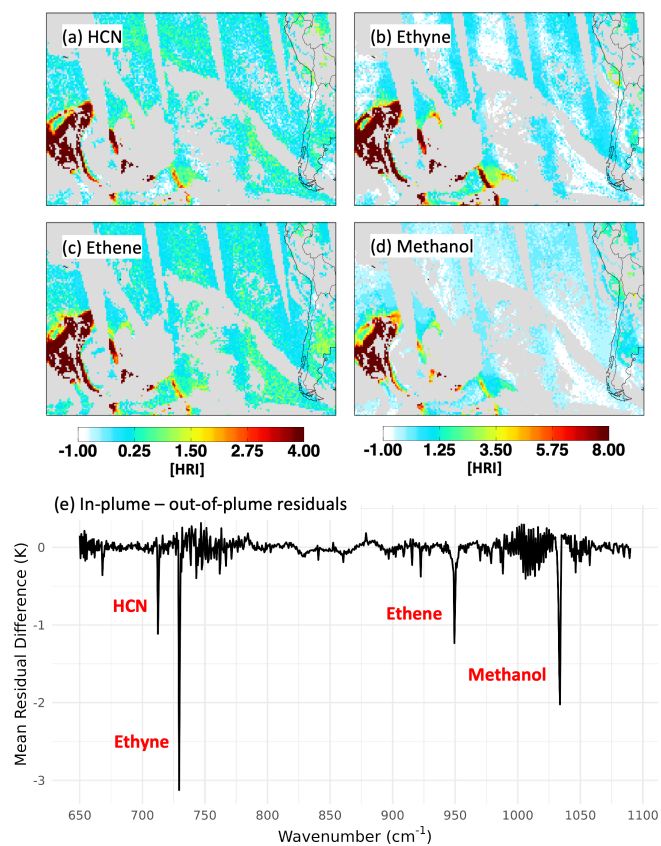 (a) HCN
(b) Ethyne
(c) Ethene
(d) Methanol
-1.00 0.25 1.50 2.75 4.00
[HRI]
-1.00 1.25 3.50 5.75 8.00
[HRI]
(e) In-plume – out-of-plume residuals
Mean Residual Difference (K)
0
-1
-2
-3
HCN
Ethyne
Ethene
Methanol
650 700 750 800 850 900 950 1000 1050 1100
Wavenumber (cm⁻¹)